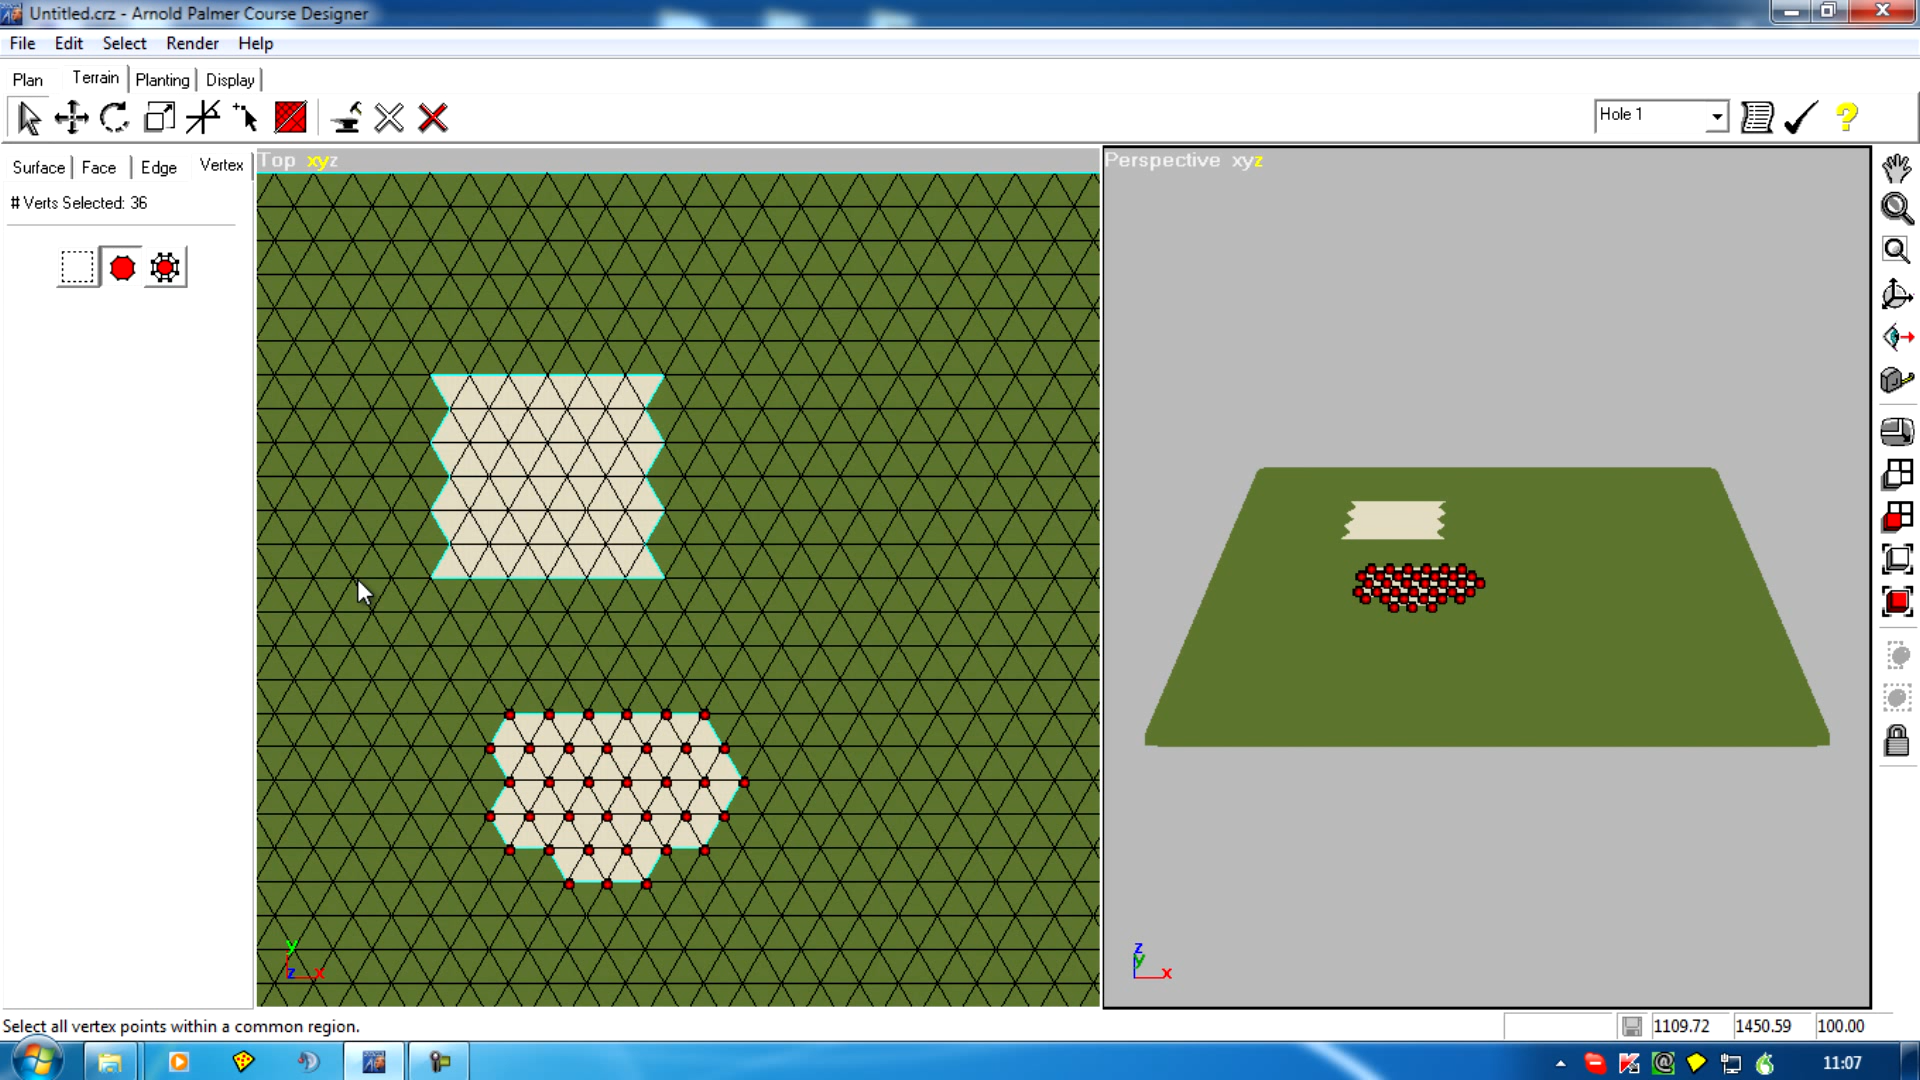 Untitled.crz - Arnold Palmer Course Designer
File Edit Select Render Help
Plan Terrain Planting Display
Hole 1
Surface Face Edge Vertex
# Verts Selected: 36
Top xyz
Perspective xyz
y
z x
z
y
x
Select all vertex points within a common region.
1109.72 1450.59 100.00
11:07